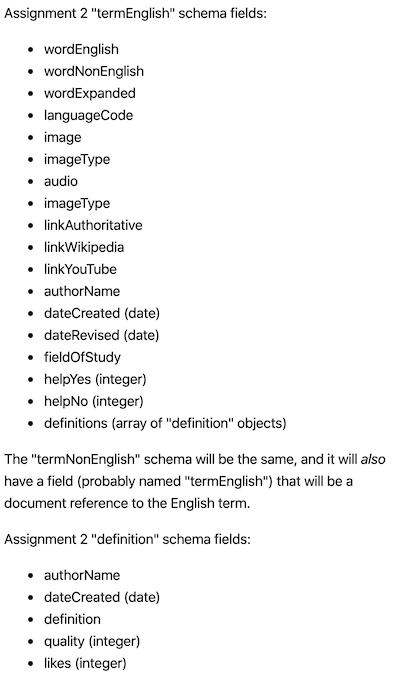 Assignment 2 "termEnglish" schema fields:
• wordEnglish
• wordNonEnglish
• wordExpanded
• languageCode
• image
• imageType
• audio
• imageType
• linkAuthoritative
• linkWikipedia
• linkYouTube
• authorName
• dateCreated (date)
• dateRevised (date)
• fieldOfStudy
• helpYes (integer)
• helpNo (integer)
• definitions (array of "definition" objects)
The "termNonEnglish" schema will be the same, and it will also
have a field (probably named "termEnglish") that will be a
document reference to the English term.
Assignment 2 "definition" schema fields:
• authorName
• dateCreated (date)
• definition
• quality (integer)
• likes (integer)